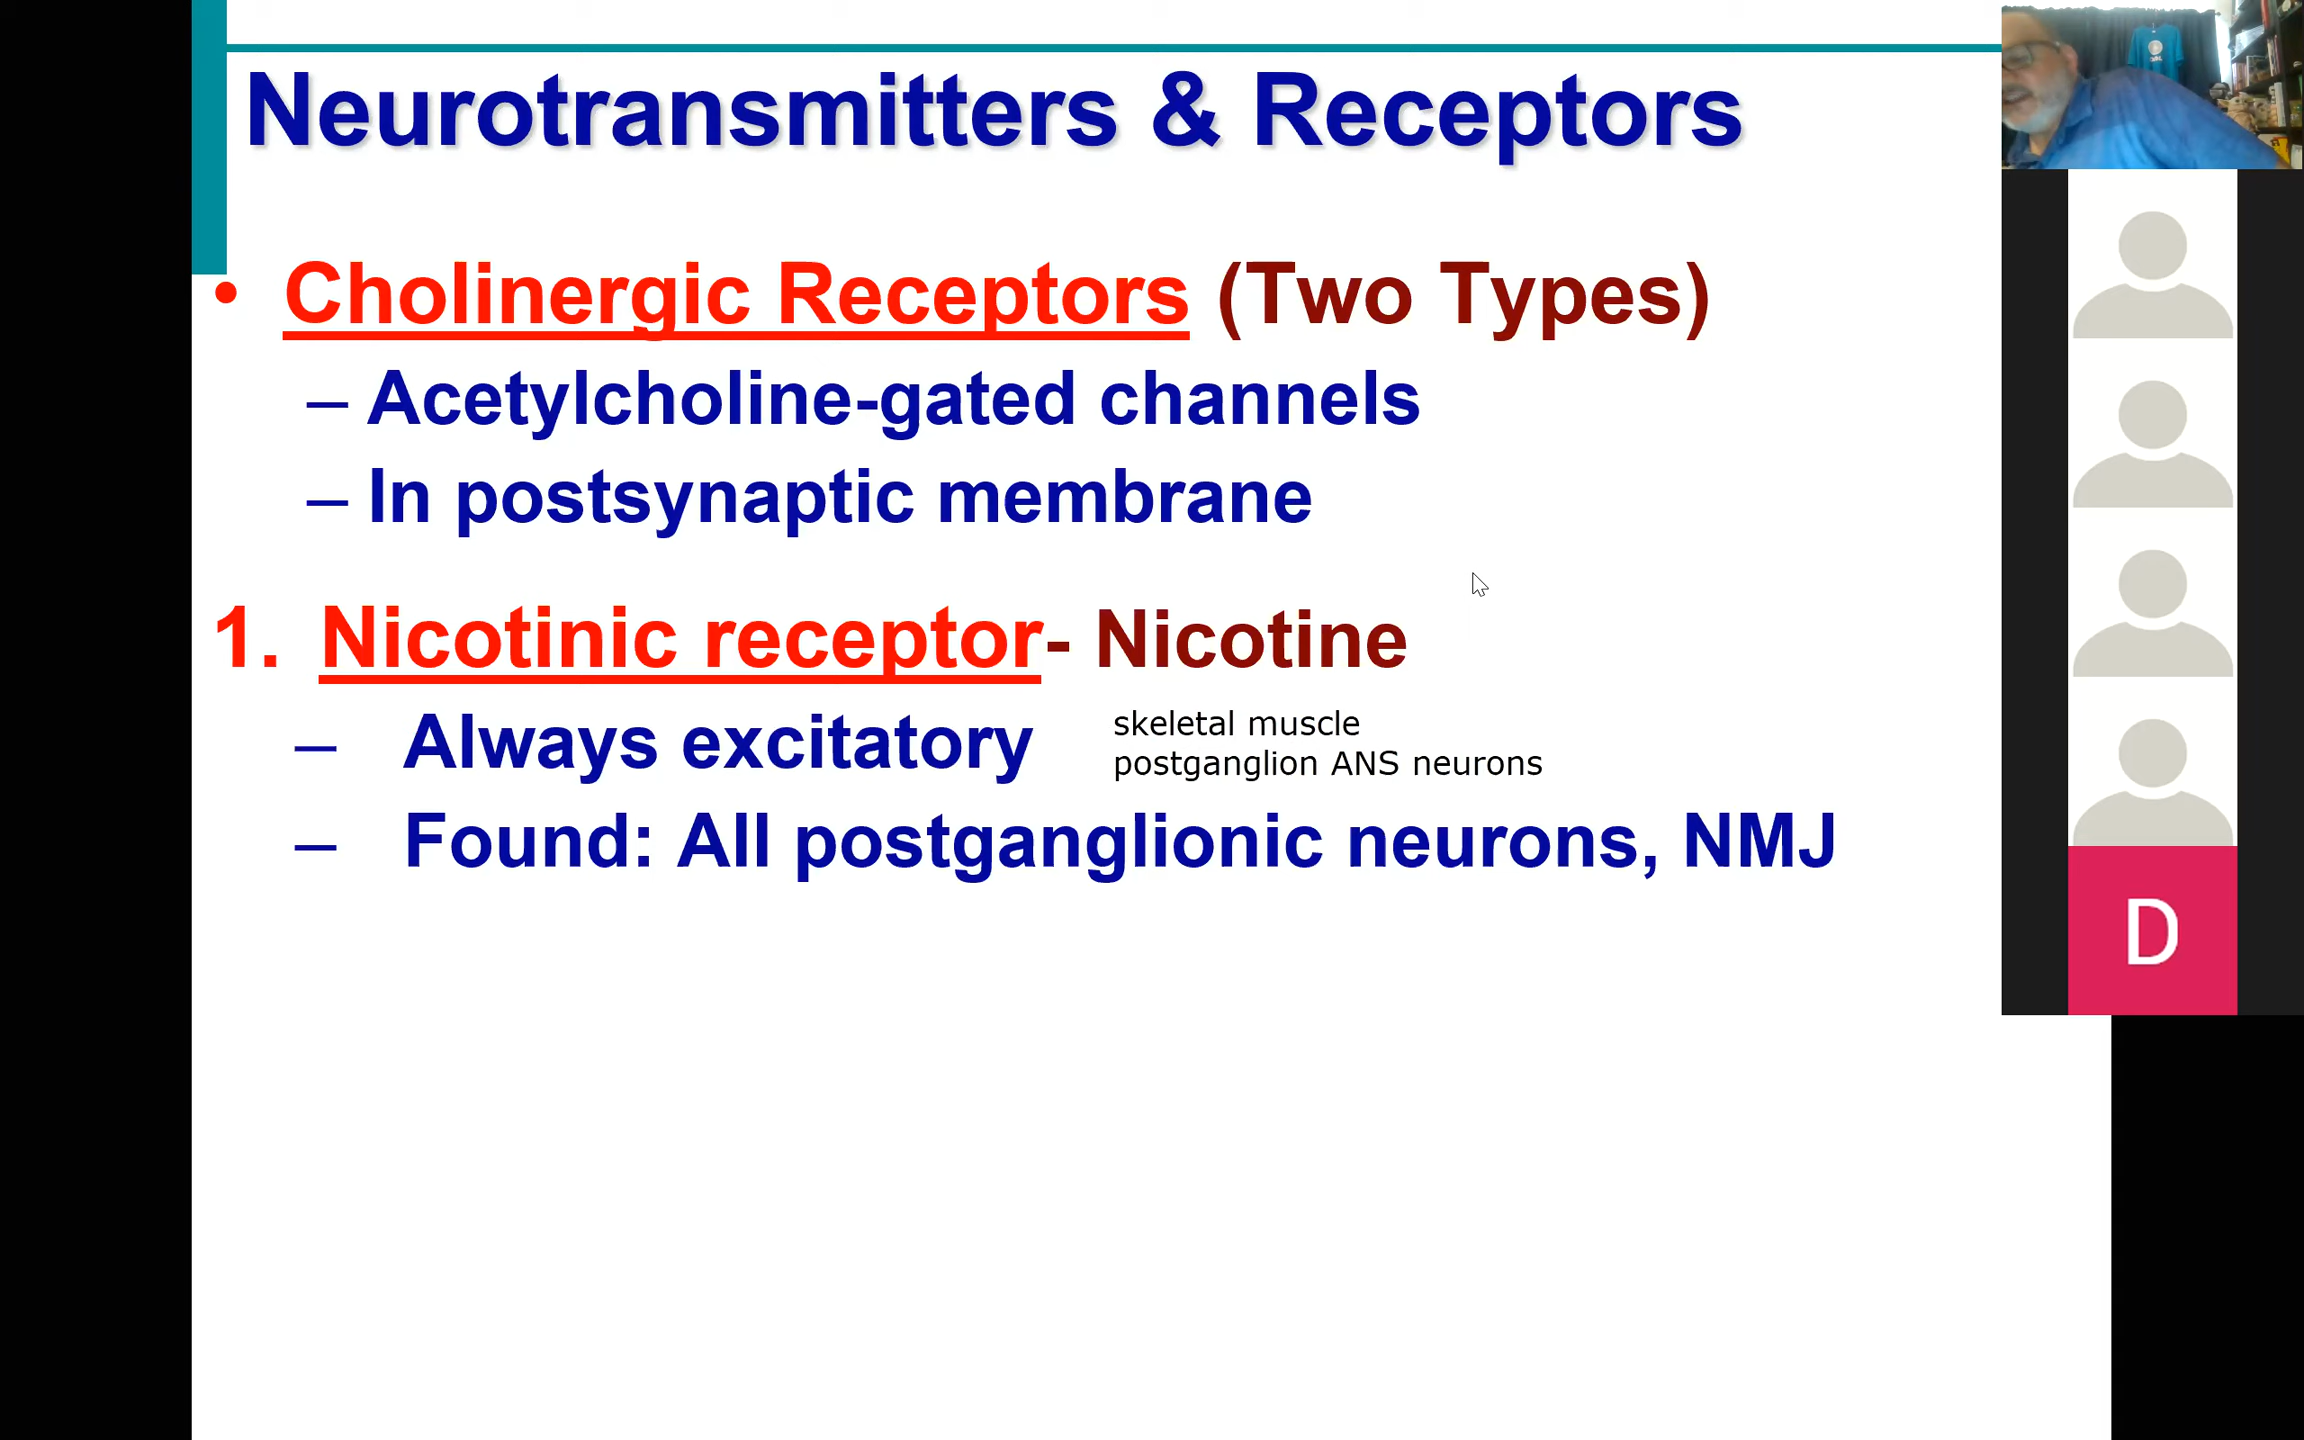 Neurotransmitters & Receptors
• Cholinergic Receptors (Two Types)
– Acetylcholine-gated channels
– In postsynaptic membrane
1. Nicotinic receptor- Nicotine
– Always excitatory
skeletal muscle
postganglion ANS neurons
– Found: All postganglionic neurons, NMJ
D